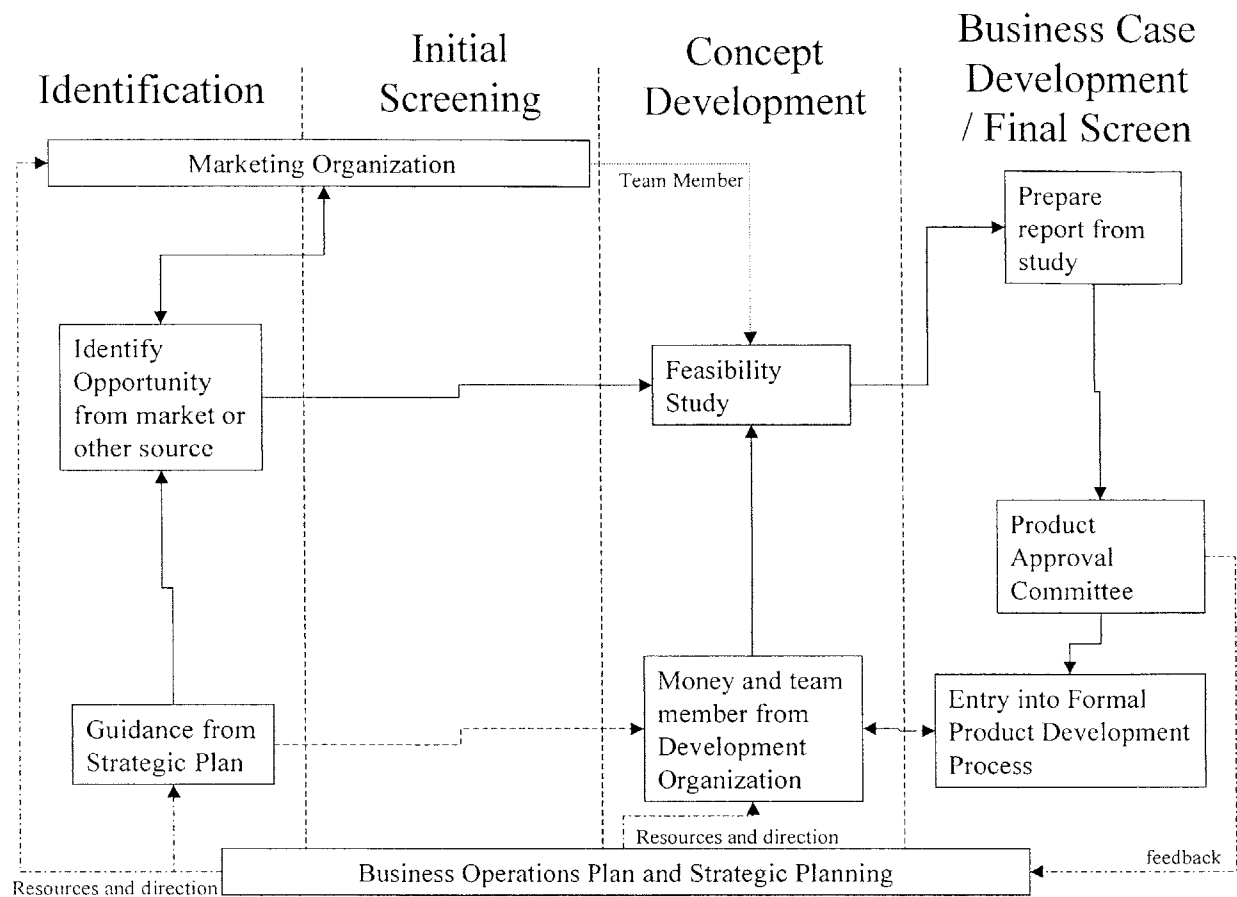 Identification
Initial
Screening
Concept
Development
Business Case
Development
/ Final Screen
Marketing Organization
Team Member
Prepare
report from
study
Identify
Opportunity
from market or
other source
Feasibility
Study
Product
Approval
Committee
Guidance from
Strategic Plan
Money and team
member from
Development
Organization
Entry into Formal
Product Development
Process
Resources and direction
Business Operations Plan and Strategic Planning
feedback
Resources and direction